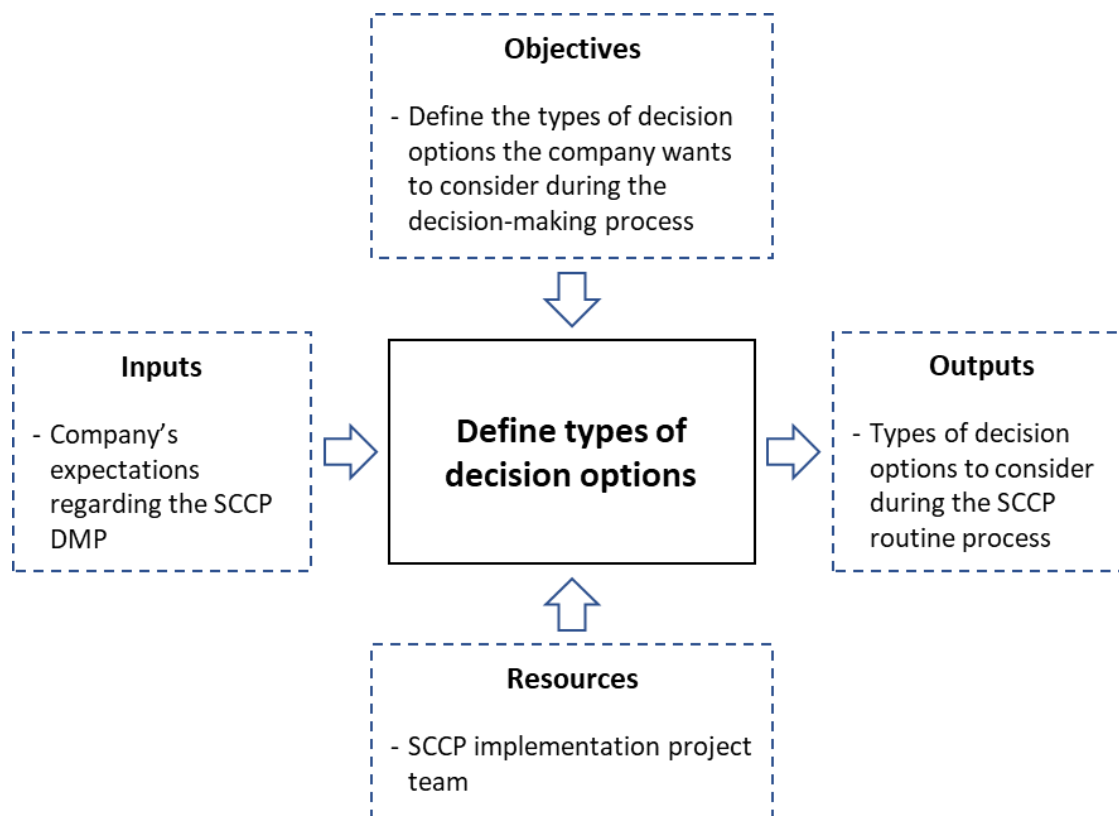 Objectives
- Define the types of decision
options the company wants
to consider during the
decision-making process
Inputs
- Company’s
expectations
regarding the SCCP
DMP
Define types of
decision options
Outputs
- Types of decision
options to consider
during the SCCP
routine process
Resources
- SCCP implementation project
team